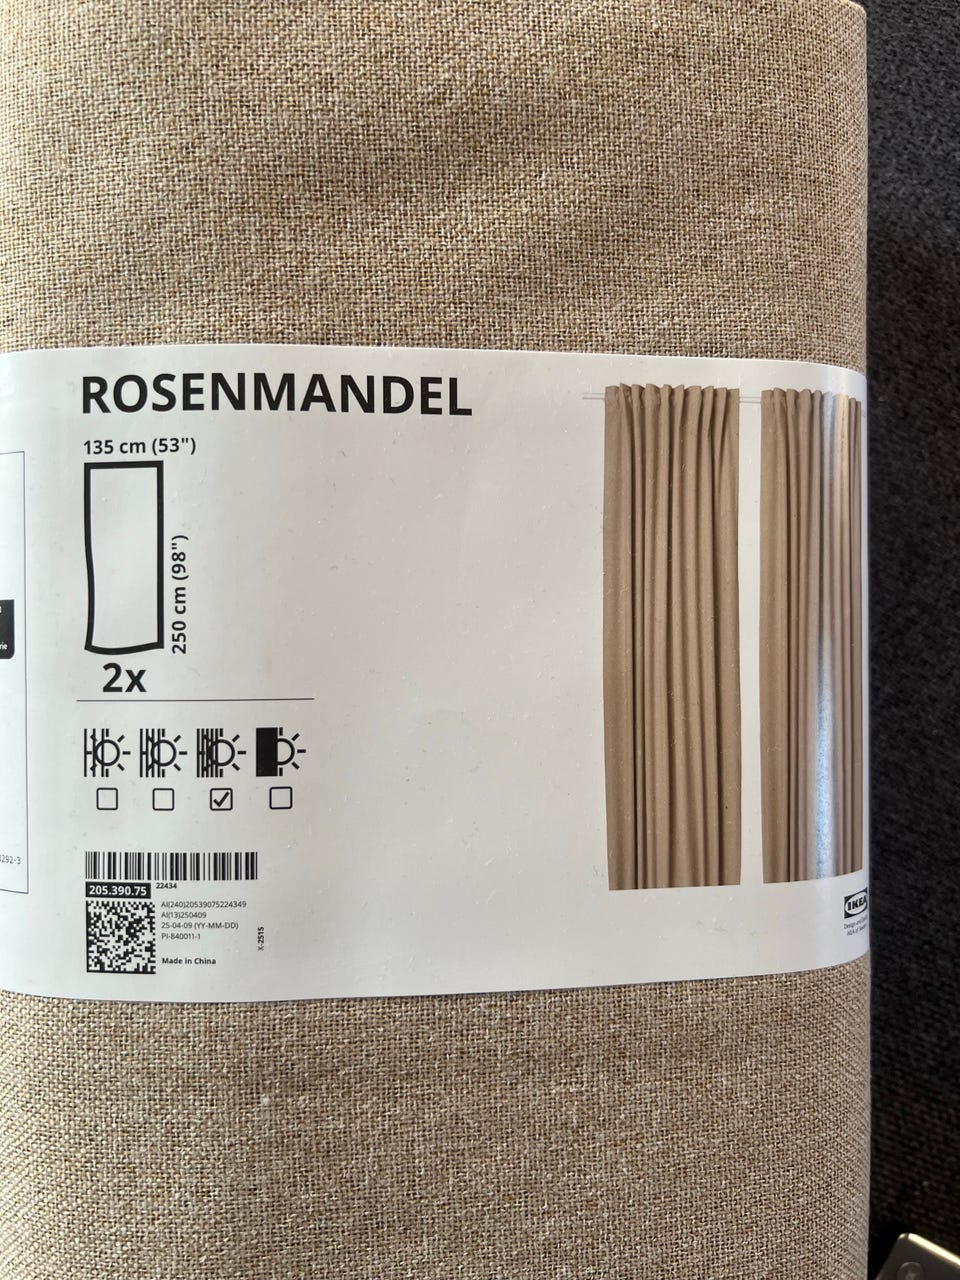 ROSENMANDEL
135 cm (53")
250 cm (98")
2x
205.390.75
22434
AI(240)20539075224349
AI(13)250409
25-04-09 (YY-MM-DD)
PI-840011-1
X-2515
Made in China
IKEA